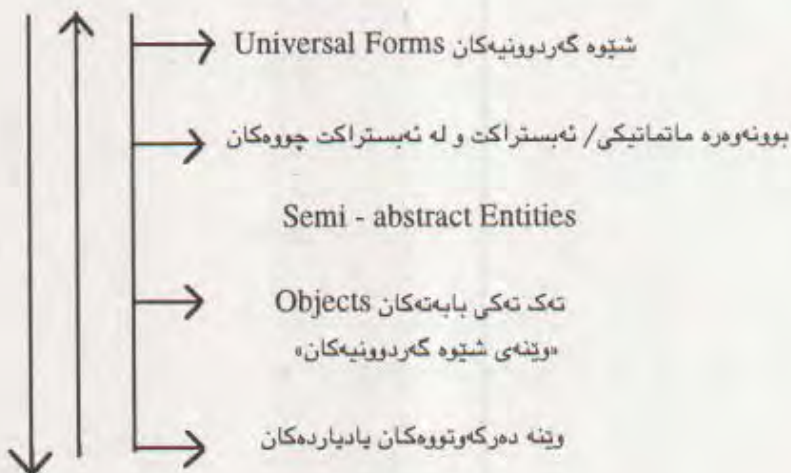 شێوە گەردوونیەکان Universal Forms
بوونەوەرە ماتماتیکی/ ئەبستراکت و لە ئەبستراکت چووەکان
Semi - abstract Entities
تەک تەکی بابەتەکان Objects
«وێنەی شێوە گەردوونیەکان»
وێنە دەرکەوتووەکان یادیاردەکان